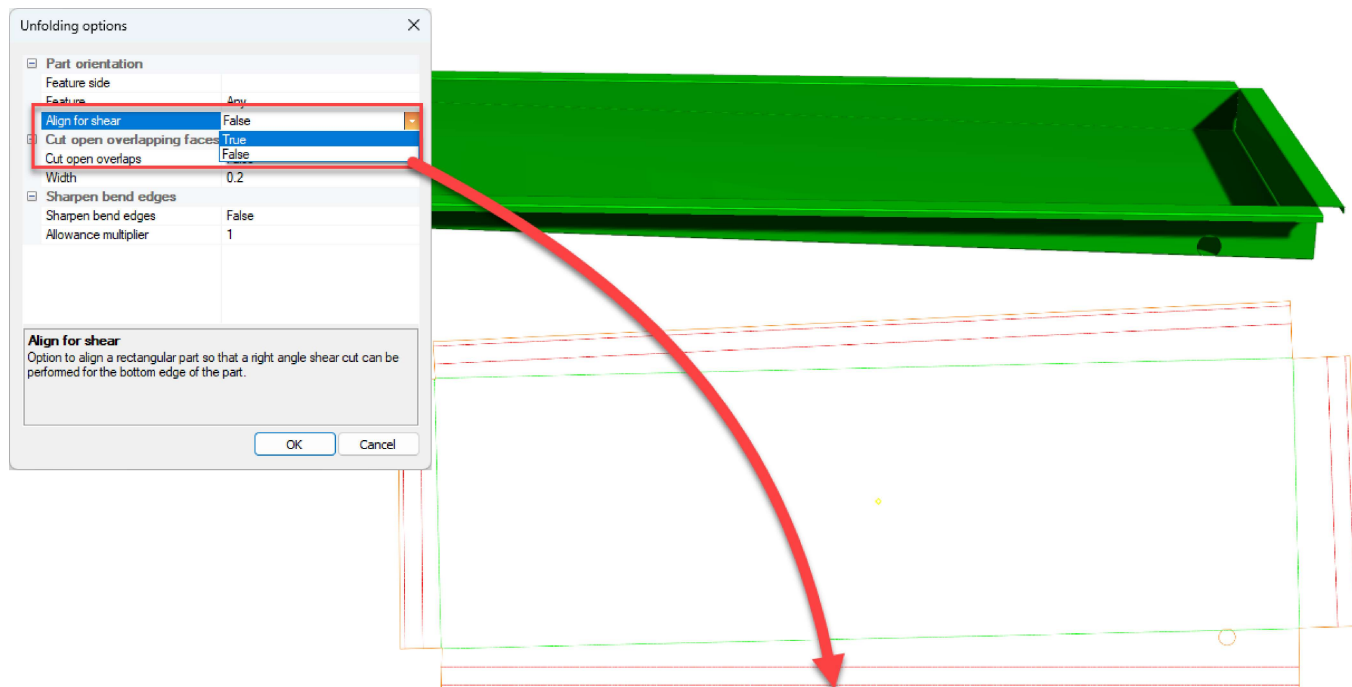 Unfolding options
Part orientation
Feature side
Feature Any
Align for shear False
Cut open overlapping faces True
False
Cut open overlaps
Width 0.2
Sharpen bend edges
Sharpen bend edges False
Allowance multiplier 1
Align for shear
Option to align a rectangular part so that a right angle shear cut can be
performed for the bottom edge of the part.
OK Cancel